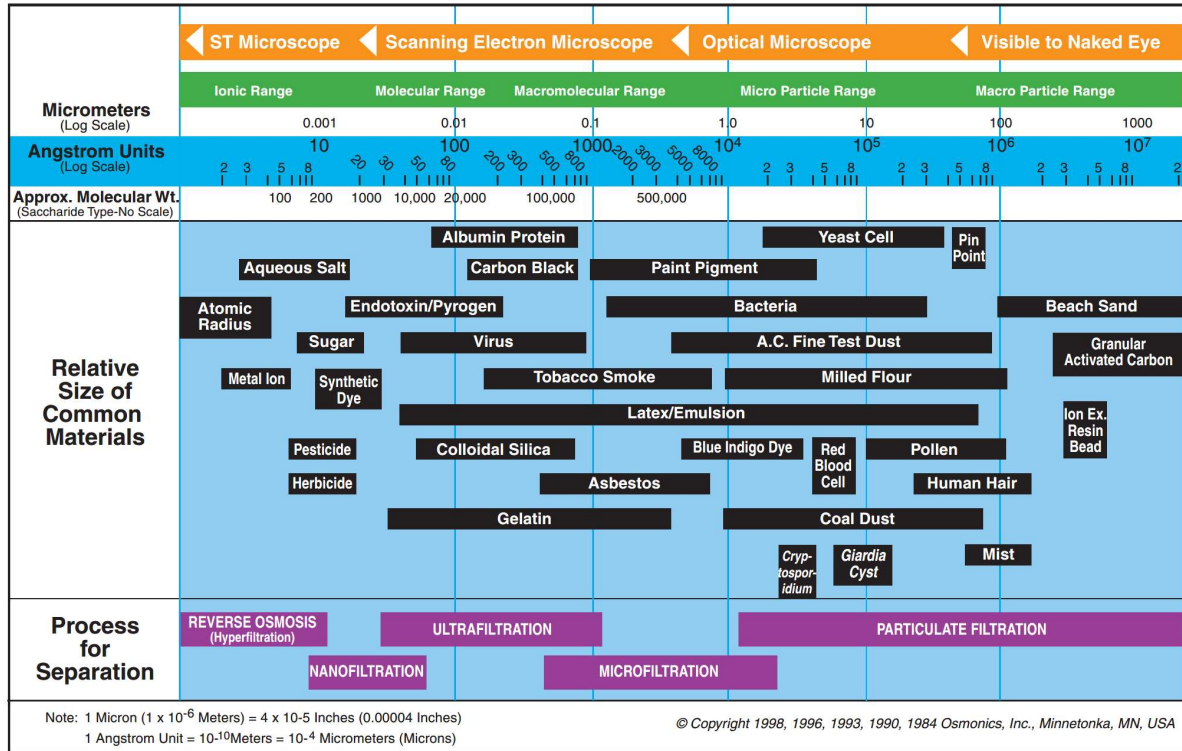 ST Microscope Scanning Electron Microscope Optical Microscope Visible to Naked Eye
Ionic Range Molecular Range Macromolecular Range Micro Particle Range Macro Particle Range
Micrometers
(Log Scale)
0.001 0.01 0.1 1.0 10 100 1000
Angstrom Units
(Log Scale)
10 100 1000 10⁴ 10⁵ 10⁶ 10⁷
2 3 5 8 20 30 50 80 200 300 500 800 2000 3000 5000 8000 2 3 5 8 2 3 5 8 2 3 5 8 2
Approx. Molecular Wt.
(Saccharide Type-No Scale)
100 200 1000 10,000 20,000 100,000 500,000
Relative
Size of
Common
Materials
Albumin Protein Yeast Cell Pin
Point
Aqueous Salt Carbon Black Paint Pigment
Atomic
Radius
Endotoxin/Pyrogen Bacteria Beach Sand
Sugar Virus A.C. Fine Test Dust Granular
Activated Carbon
Metal Ion Synthetic
Dye
Tobacco Smoke Milled Flour
Latex/Emulsion Ion Ex.
Resin
Bead
Pesticide Colloidal Silica Blue Indigo Dye Red
Blood
Cell
Pollen
Herbicide Asbestos Human Hair
Gelatin Coal Dust
Cryp-
tospor-
idium
Giardia
Cyst
Mist
Process
for
Separation
REVERSE OSMOSIS
(Hyperfiltration)
ULTRAFILTRATION PARTICULATE FILTRATION
NANOFILTRATION MICROFILTRATION
Note: 1 Micron (1 x 10⁻⁶ Meters) = 4 x 10-5 Inches (0.00004 Inches)
1 Angstrom Unit = 10⁻¹⁰Meters = 10⁻⁴ Micrometers (Microns)
© Copyright 1998, 1996, 1993, 1990, 1984 Osmonics, Inc., Minnetonka, MN, USA